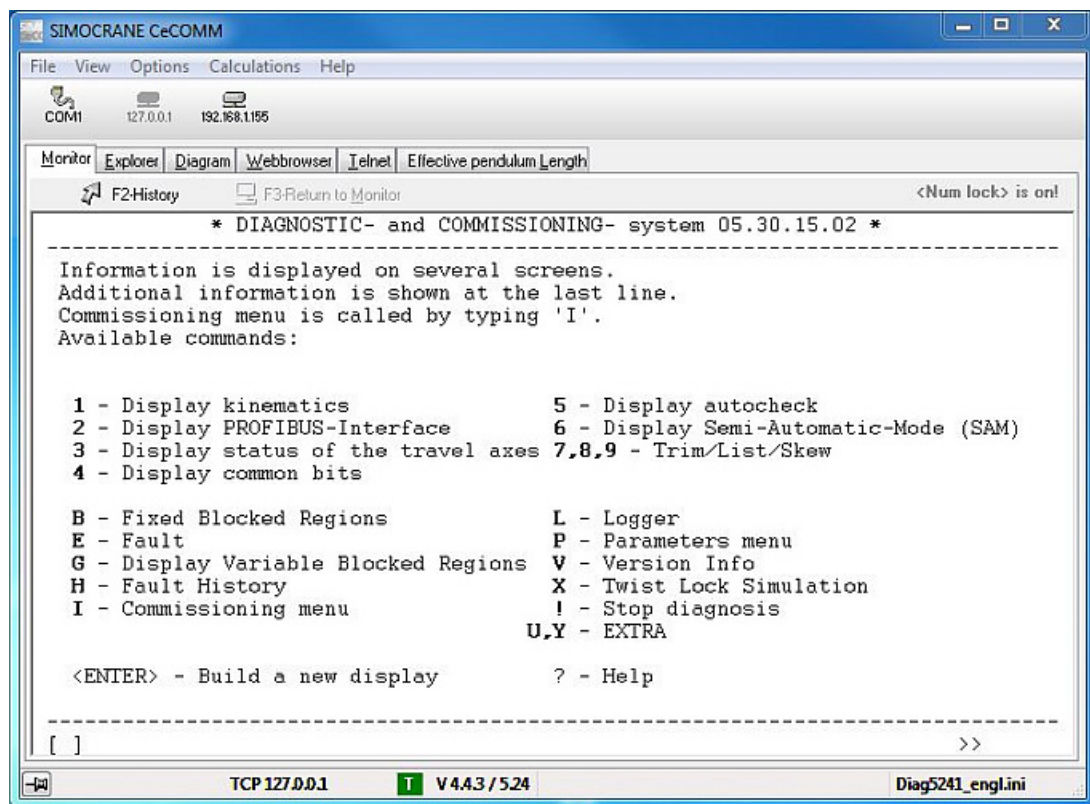 SIMOCRANE CeCOMM
File View Options Calculations Help
COM1 127.0.0.1 192.168.1.155
Monitor Explorer Diagram Webbrowser Telnet Effective pendulum Length
F2-History F3-Return to Monitor <Num lock> is on!
* DIAGNOSTIC- and COMMISSIONING- system 05.30.15.02 *
Information is displayed on several screens.
Additional information is shown at the last line.
Commissioning menu is called by typing 'I'.
Available commands:
1 - Display kinematics 5 - Display autocheck
2 - Display PROFIBUS-Interface 6 - Display Semi-Automatic-Mode (SAM)
3 - Display status of the travel axes 7,8,9 - Trim/List/Skew
4 - Display common bits
B - Fixed Blocked Regions L - Logger
E - Fault P - Parameters menu
G - Display Variable Blocked Regions V - Version Info
H - Fault History X - Twist Lock Simulation
I - Commissioning menu ! - Stop diagnosis
U,Y - EXTRA
<ENTER> - Build a new display ? - Help
[ ] >>
TCP 127.0.0.1 T V 4.4.3 / 5.24 Diag5241_engl.ini